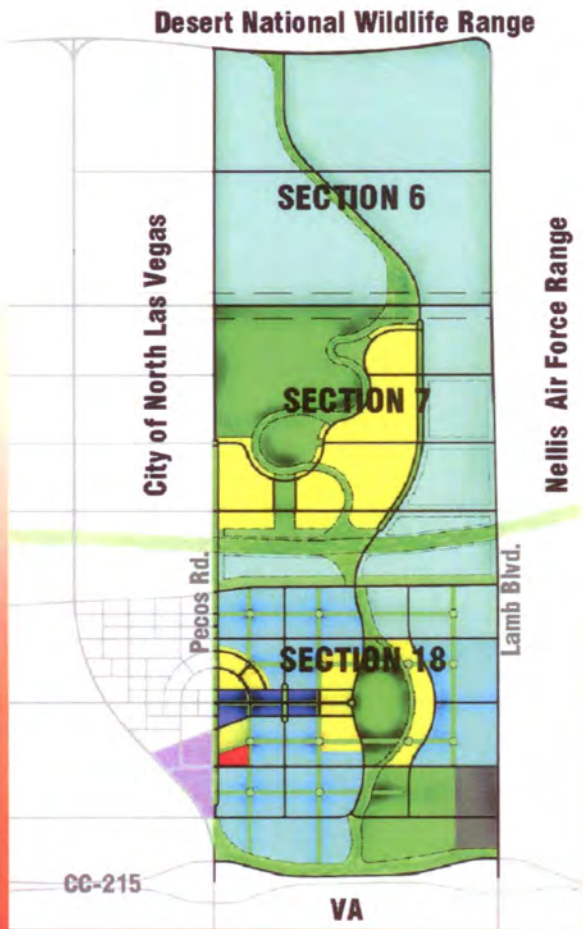 Desert National Wildlife Range
SECTION 6
City of North Las Vegas
Nellis Air Force Range
SECTION 7
Pecos Rd.
Lamb Blvd.
SECTION 18
CC-215
VA